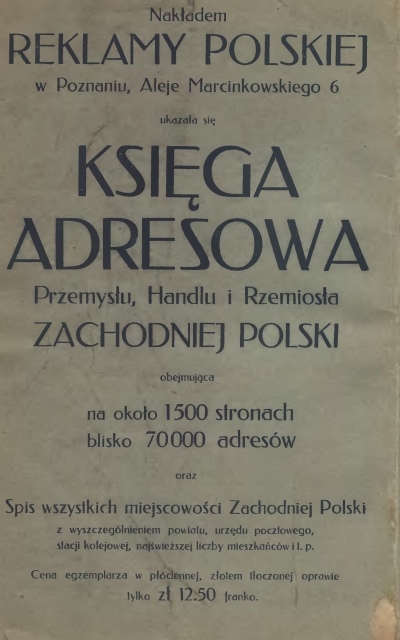 Nakładem
REKLAMY POLSKIEJ
w Poznaniu, Aleje Marcinkowskiego 6
ukazała się
KSIĘGA
ADRESOWA
Przemysłu, Handlu i Rzemiosła
ZACHODNIEJ POLSKI
obejmująca
na około 1500 stronach
blisko 70000 adresów
oraz
Spis wszystkich miejscowości Zachodniej Polski
z wyszczególnieniem powiatu, urzędu pocztowego,
stacji kolejowej, najświeższej liczby mieszkańców i t. p.
Cena egzemplarza w płóciennej, złotem tłoczonej oprawie
tylko zł 12.50 franko.